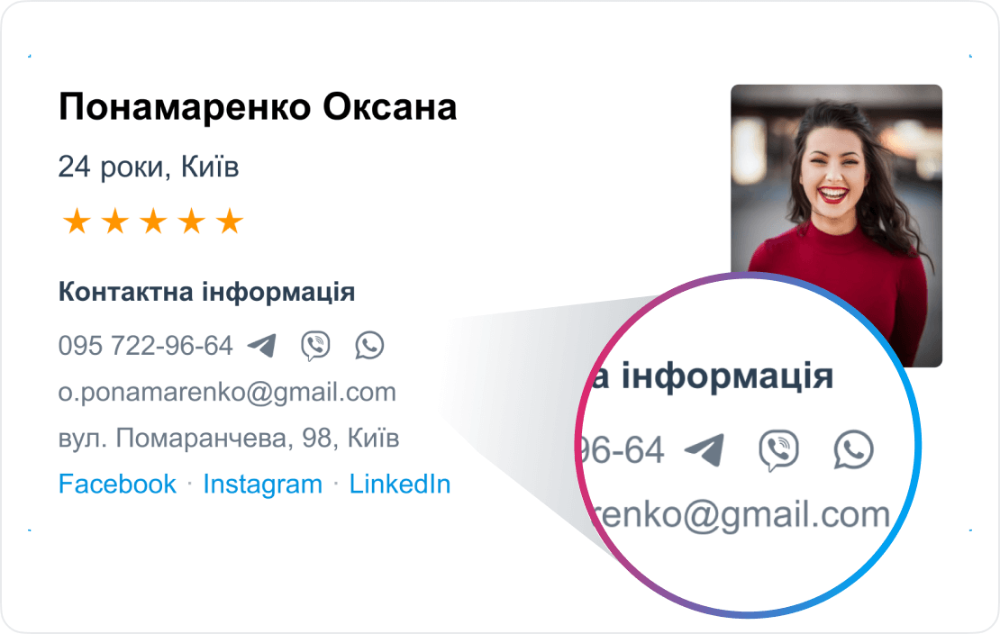 Понамаренко Оксана
24 роки, Київ
Контактна інформація
095 722-96-64
o.ponamarenko@gmail.com
вул. Помаранчева, 98, Київ
Facebook · Instagram · LinkedIn
а інформація
96-64
renko@gmail.com